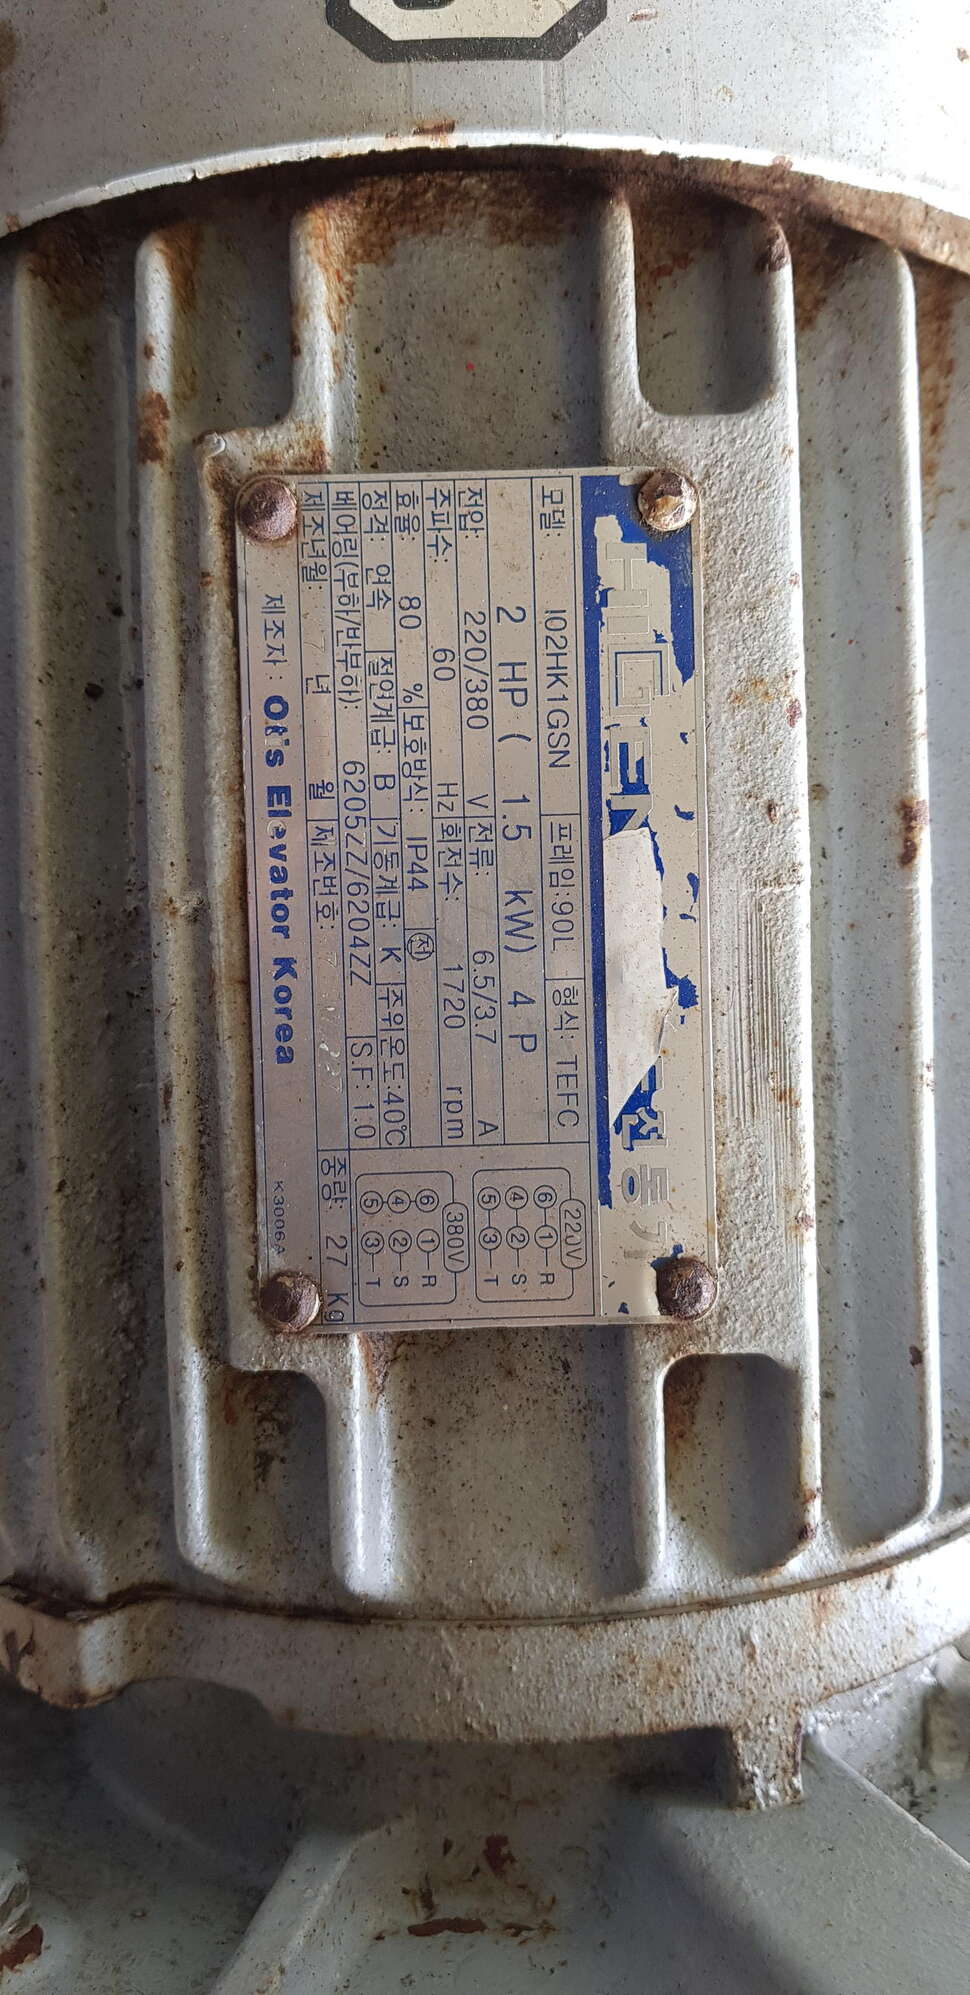 HIGEN 전동기
모델: I02HK1GSN 프레임:90L 형식: TEFC
2 HP ( 1.5 kW) 4 P
전압: 220/380 V 전류: 6.5/3.7 A
주파수: 60 Hz 회전수: 1720 rpm
효율: 80 % 보호방식: IP44 전
정격 연속 절연계급: B 기동계급: K 주위온도:40℃
베어링(부하/반부하): 6205ZZ/6204ZZ S.F:1.0
제조년월: 년 월 제조번호: 중량: 27 Kg
제조자: Otis Elevator Korea
K3006A
220V
6 1 R
4 2 S
5 3 T
380V
6 1 R
4 2 S
5 3 T